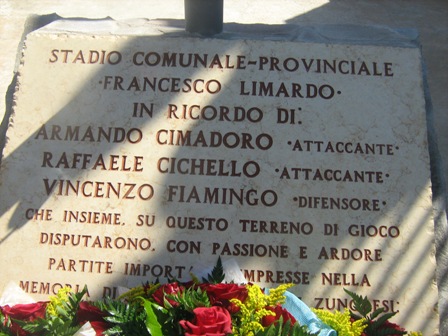 STADIO COMUNALE-PROVINCIALE
·FRANCESCO LIMARDO·
IN RICORDO DI:
ARMANDO CIMADORO ·ATTACCANTE·
RAFFAELE CICHELLO ·ATTACCANTE·
VINCENZO FIAMINGO ·DIFENSORE·
CHE INSIEME, SU QUESTO TERRENO DI GIOCO
DISPUTARONO, CON PASSIONE E ARDORE
PARTITE IMPRESSE NELLA
MEMORIA